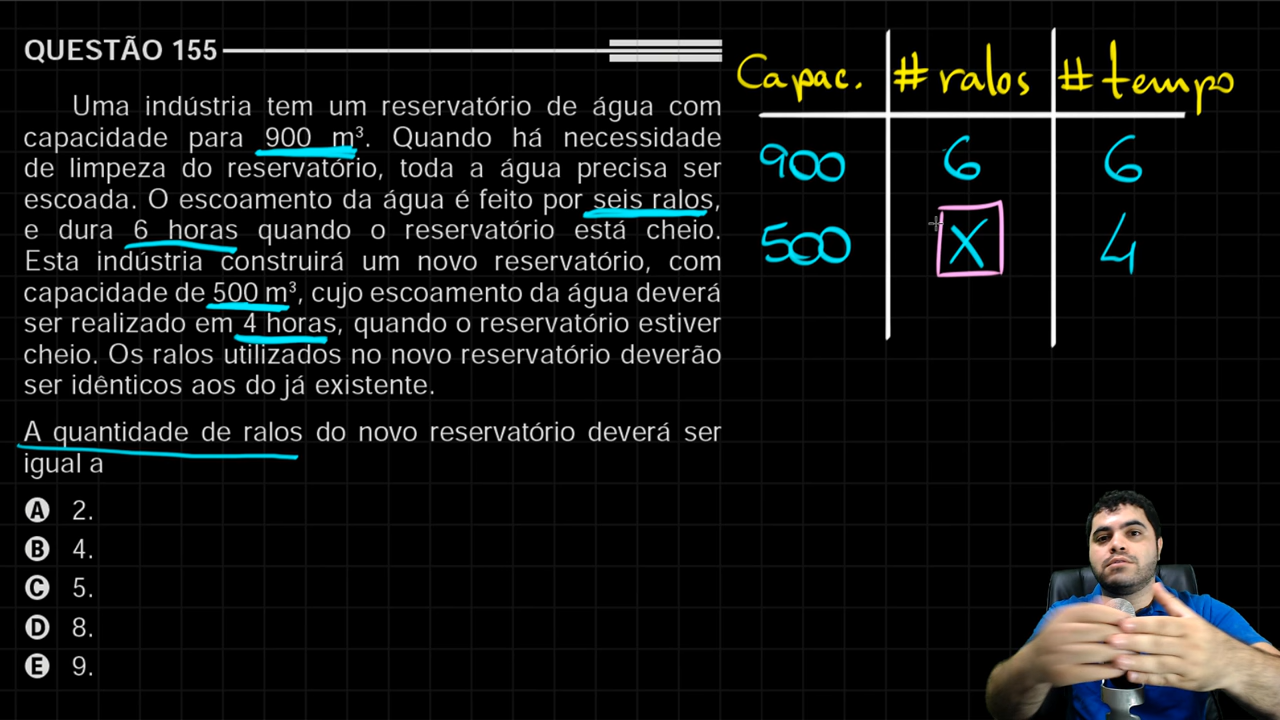 QUESTÃO 155
Uma indústria tem um reservatório de água com
capacidade para 900 m³. Quando há necessidade
de limpeza do reservatório, toda a água precisa ser
escoada. O escoamento da água é feito por seis ralos,
e dura 6 horas quando o reservatório está cheio.
Esta indústria construirá um novo reservatório, com
capacidade de 500 m³, cujo escoamento da água deverá
ser realizado em 4 horas, quando o reservatório estiver
cheio. Os ralos utilizados no novo reservatório deverão
ser idênticos aos do já existente.
A quantidade de ralos do novo reservatório deverá ser
igual a
A 2.
B 4.
C 5.
D 8.
E 9.
Capac. # ralos # tempo
900 6 6
500 X 4